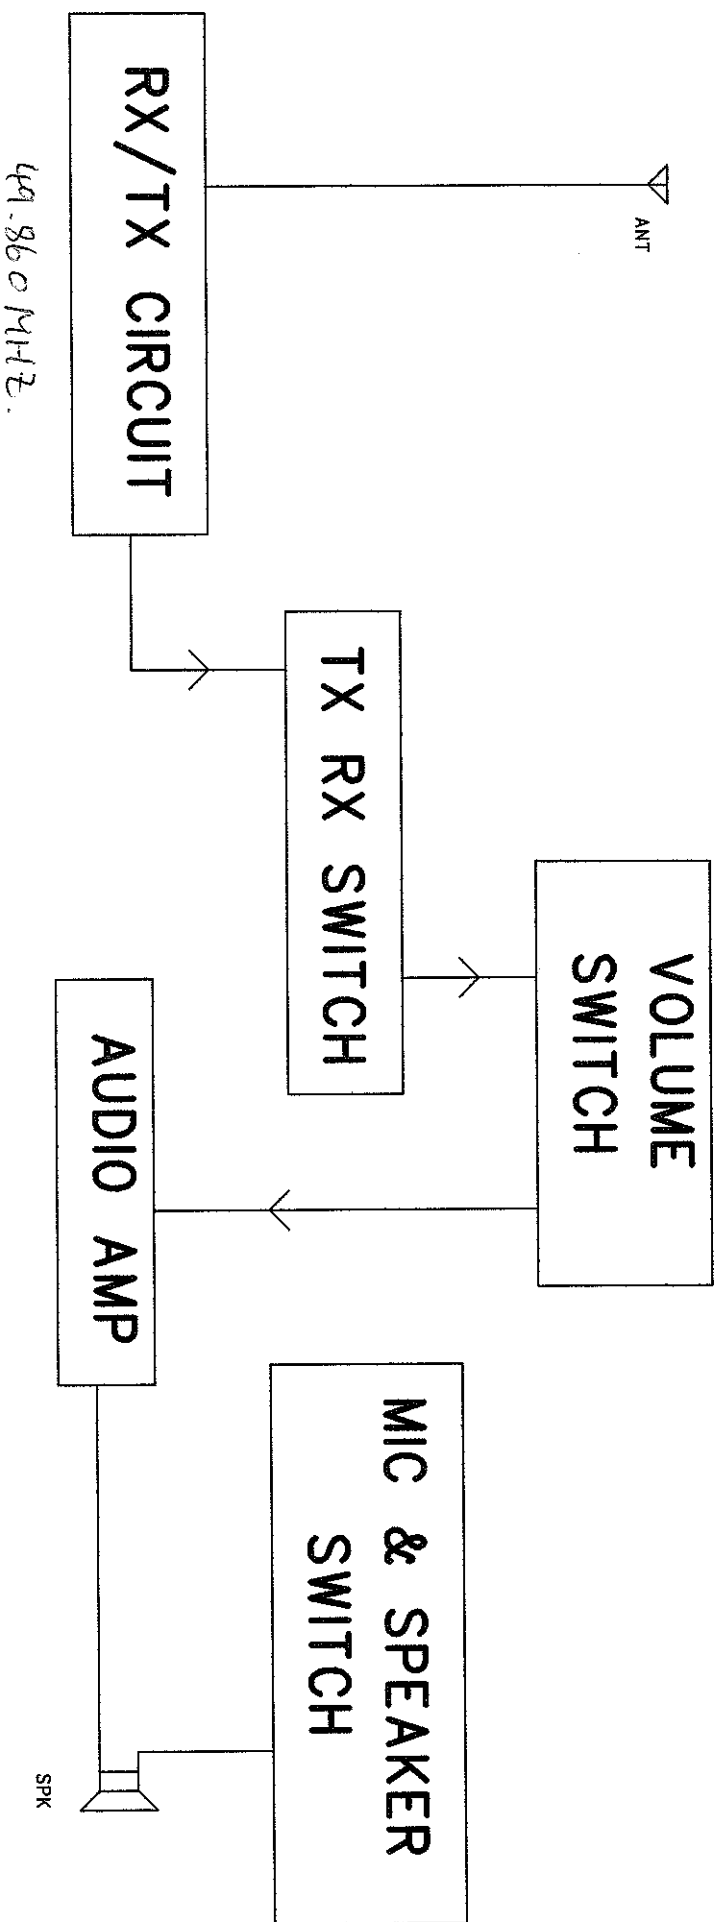 ANT
VOLUME
SWITCH
MIC & SPEAKER
SWITCH
TX RX SWITCH
RX/TX CIRCUIT
AUDIO AMP
SPK
49.860 MHZ.